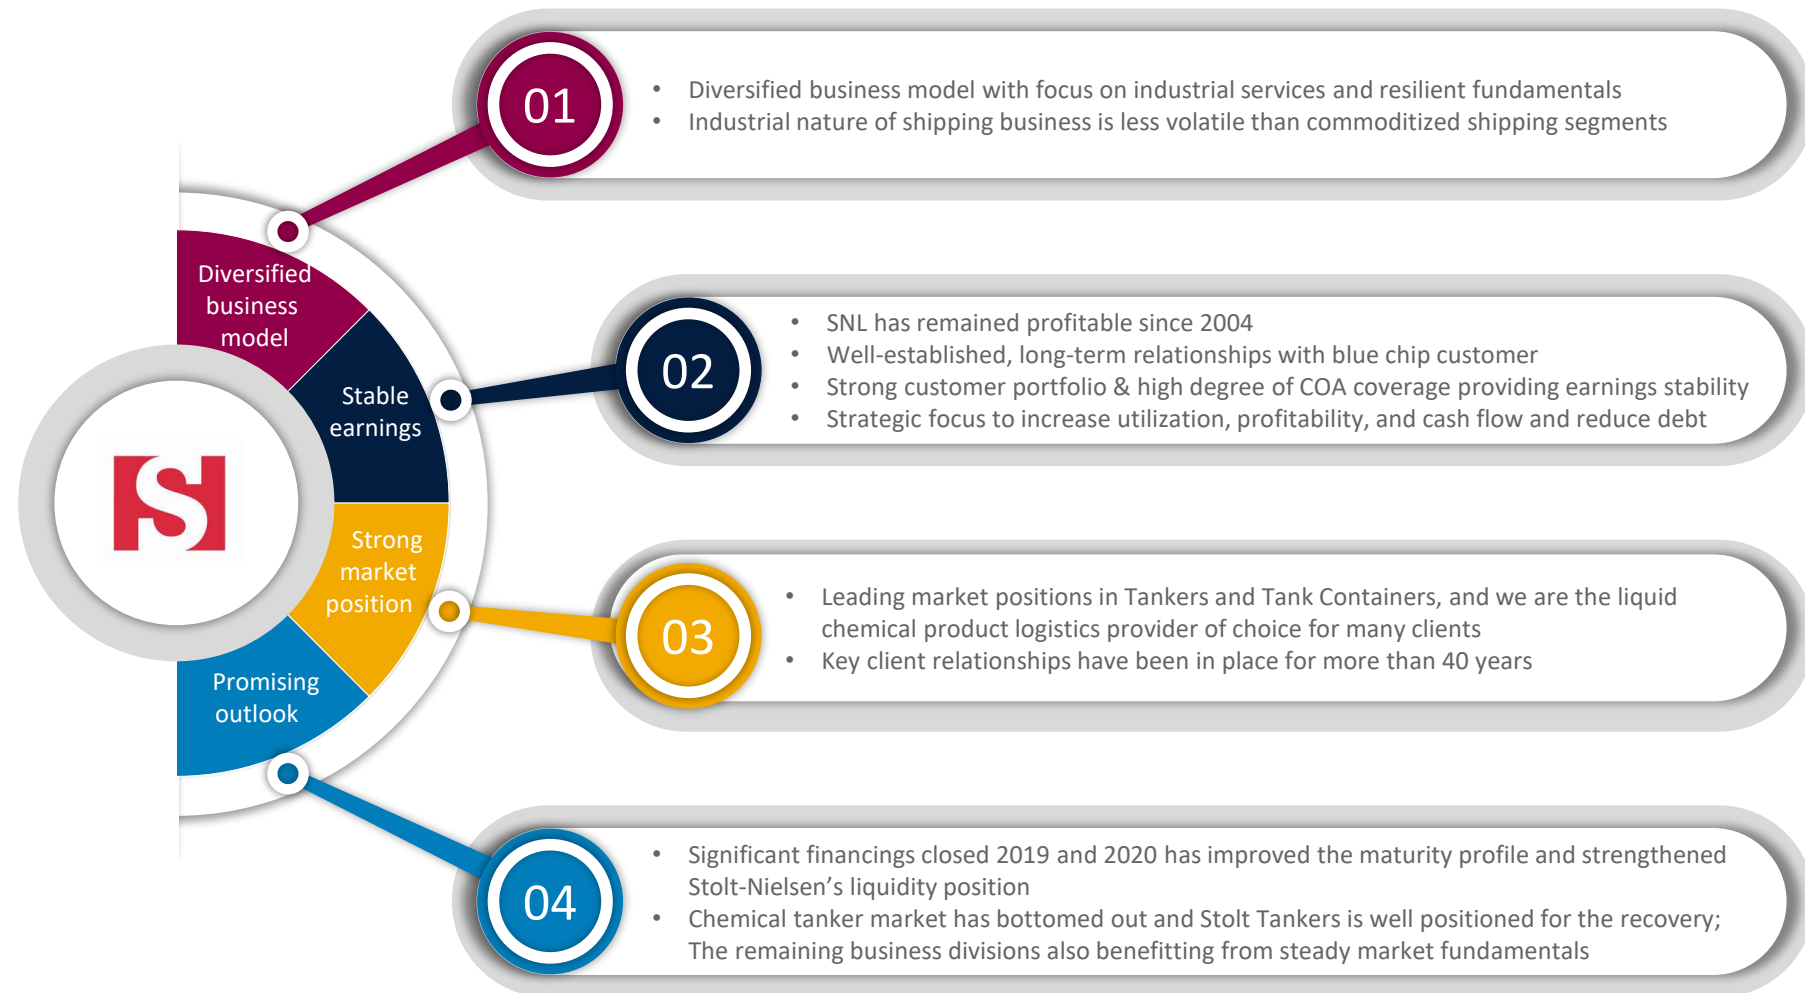 01
• Diversified business model with focus on industrial services and resilient fundamentals
• Industrial nature of shipping business is less volatile than commoditized shipping segments
Diversified
business
model
02
• SNL has remained profitable since 2004
• Well-established, long-term relationships with blue chip customer
• Strong customer portfolio & high degree of COA coverage providing earnings stability
• Strategic focus to increase utilization, profitability, and cash flow and reduce debt
Stable
earnings
S
Strong
market
position
03
• Leading market positions in Tankers and Tank Containers, and we are the liquid
chemical product logistics provider of choice for many clients
• Key client relationships have been in place for more than 40 years
Promising
outlook
04
• Significant financings closed 2019 and 2020 has improved the maturity profile and strengthened
Stolt-Nielsen’s liquidity position
• Chemical tanker market has bottomed out and Stolt Tankers is well positioned for the recovery;
The remaining business divisions also benefitting from steady market fundamentals